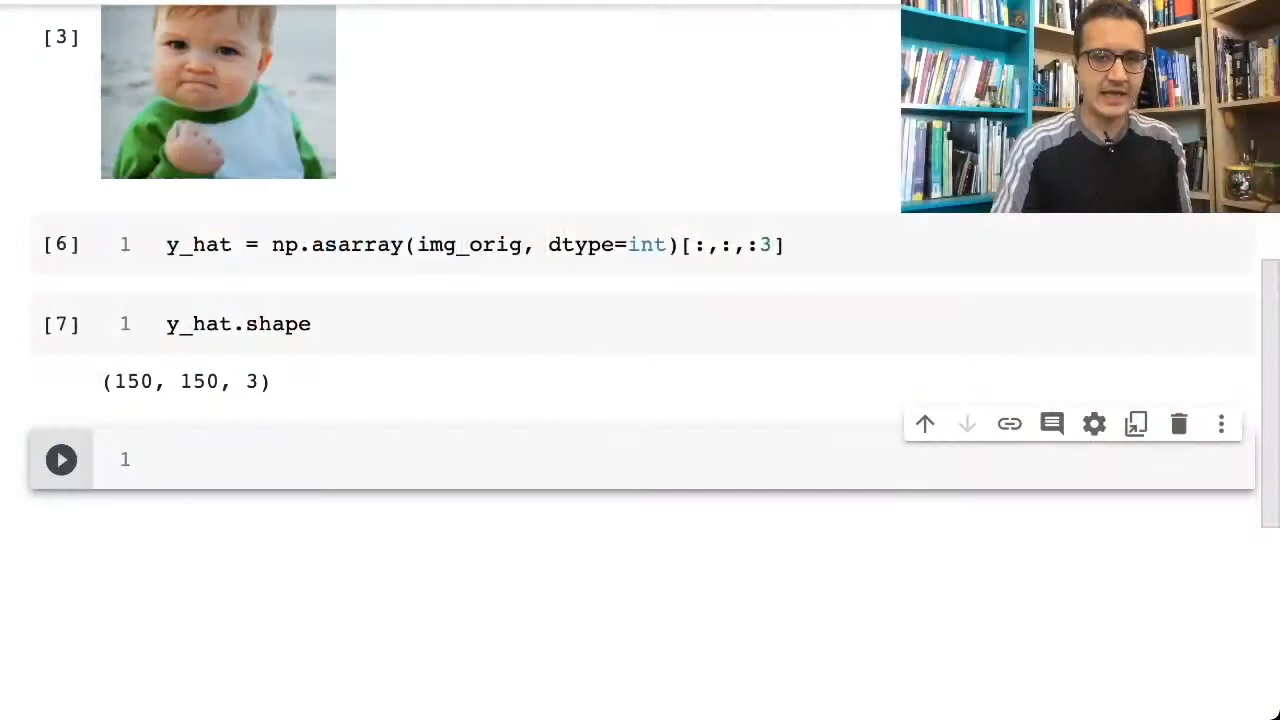 [3]
[6] 1 y_hat = np.asarray(img_orig, dtype=int)[:,:,:3]
[7] 1 y_hat.shape
(150, 150, 3)
1